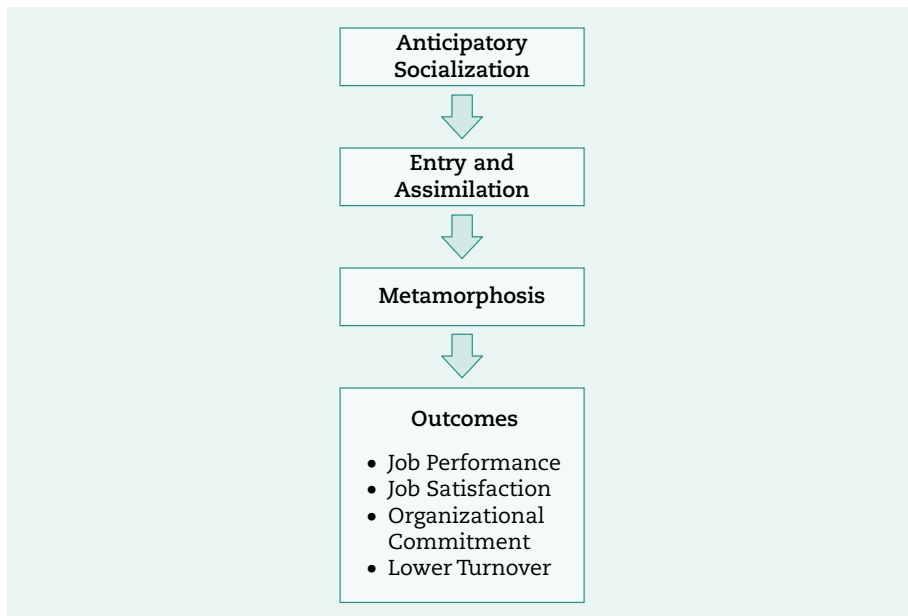 Anticipatory
Socialization
Entry and
Assimilation
Metamorphosis
Outcomes
• Job Performance
• Job Satisfaction
• Organizational
Commitment
• Lower Turnover